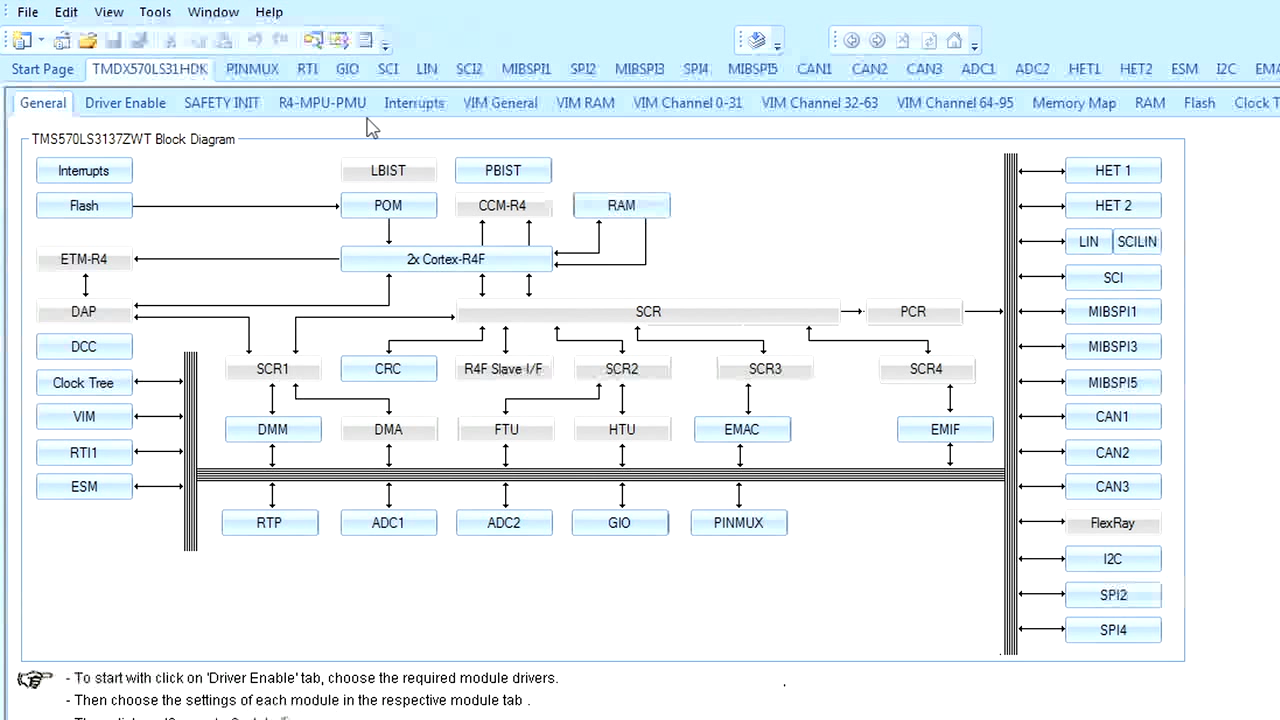 File Edit View Tools Window Help
Start Page TMDX570LS31HDK PINMUX RTI GIO SCI LIN SCI2 MIBSPI1 SPI2 MIBSPI3 SPI4 MIBSPI5 CAN1 CAN2 CAN3 ADC1 ADC2 HET1 HET2 ESM I2C EMA
General Driver Enable SAFETY INIT R4-MPU-PMU Interrupts VIM General VIM RAM VIM Channel 0-31 VIM Channel 32-63 VIM Channel 64-95 Memory Map RAM Flash Clock T
TMS570LS3137ZWT Block Diagram
Interrupts LBIST PBIST HET 1
Flash POM CCM-R4 RAM HET 2
LIN SCILIN
ETM-R4 2x Cortex-R4F
SCI
DAP SCR PCR MIBSPI1
DCC MIBSPI3
SCR1 CRC R4F Slave I/F SCR2 SCR3 SCR4
Clock Tree MIBSPI5
VIM CAN1
DMM DMA FTU HTU EMAC EMIF
RTI1 CAN2
ESM CAN3
RTP ADC1 ADC2 GIO PINMUX FlexRay
I2C
SPI2
SPI4
- To start with click on 'Driver Enable' tab, choose the required module drivers.
- Then choose the settings of each module in the respective module tab .